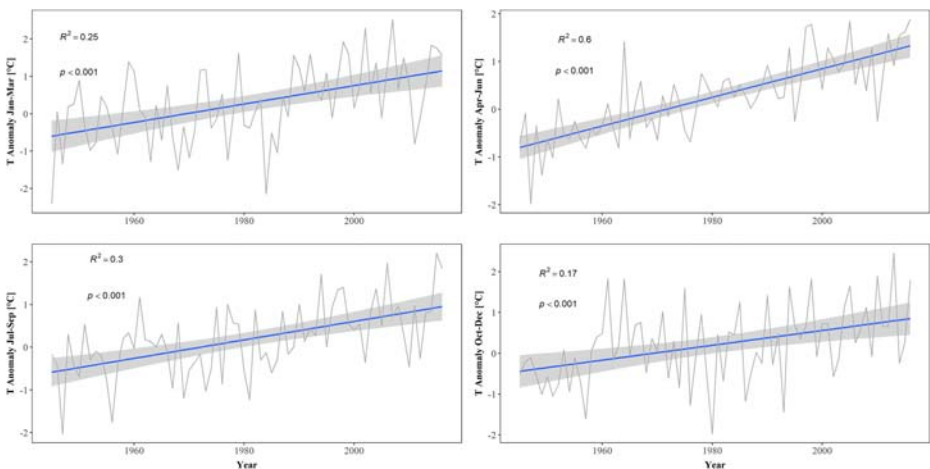 T Anomaly Jan-Mar [°C]
2
1
0
-1
-2
R² = 0.25
p < 0.001
1960
1980
2000
T Anomaly Apr-Jun [°C]
2
1
0
-1
-2
R² = 0.6
p < 0.001
1960
1980
2000
T Anomaly Jul-Sep [°C]
2
1
0
-1
-2
R² = 0.3
p < 0.001
1960
1980
2000
Year
T Anomaly Oct-Dec [°C]
2
1
0
-1
-2
R² = 0.17
p < 0.001
1960
1980
2000
Year